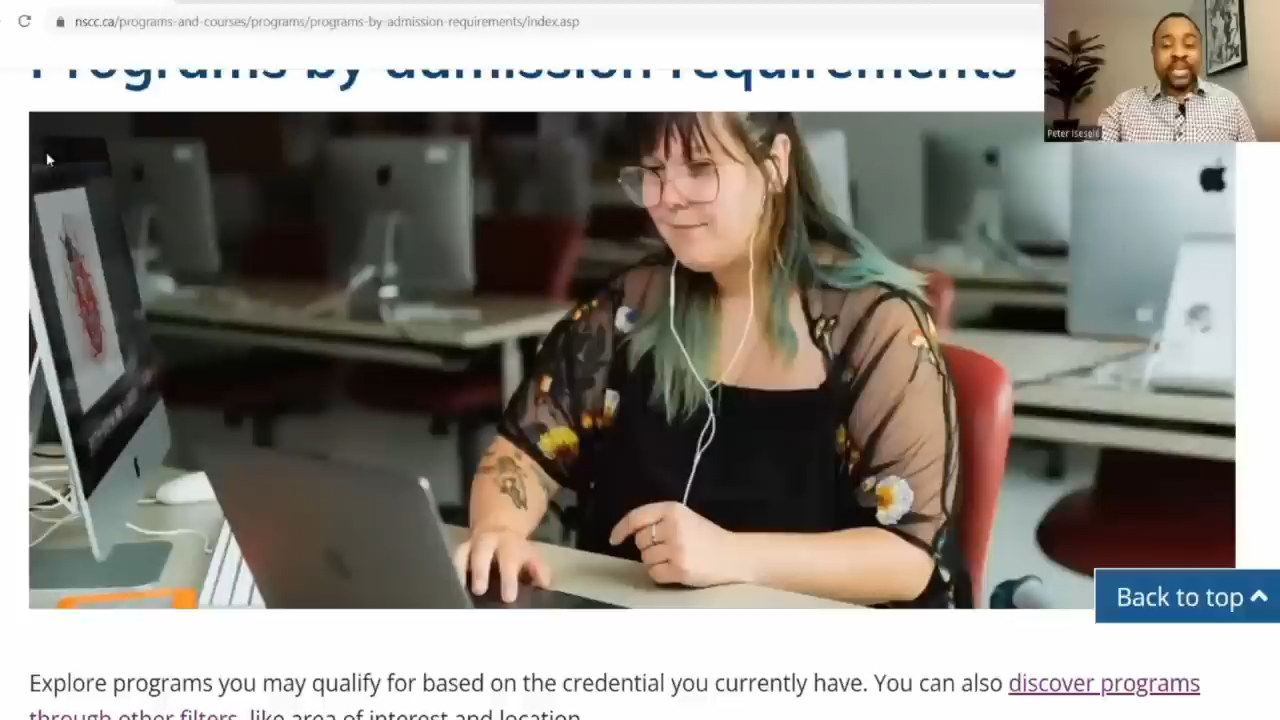 nscc.ca/programs-and-courses/programs/programs-by-admission-requirements/index.asp
Programs by admission requirements
Peter Iseselé
Back to top
Explore programs you may qualify for based on the credential you currently have. You can also discover programs
through other filters, like area of interest and location.